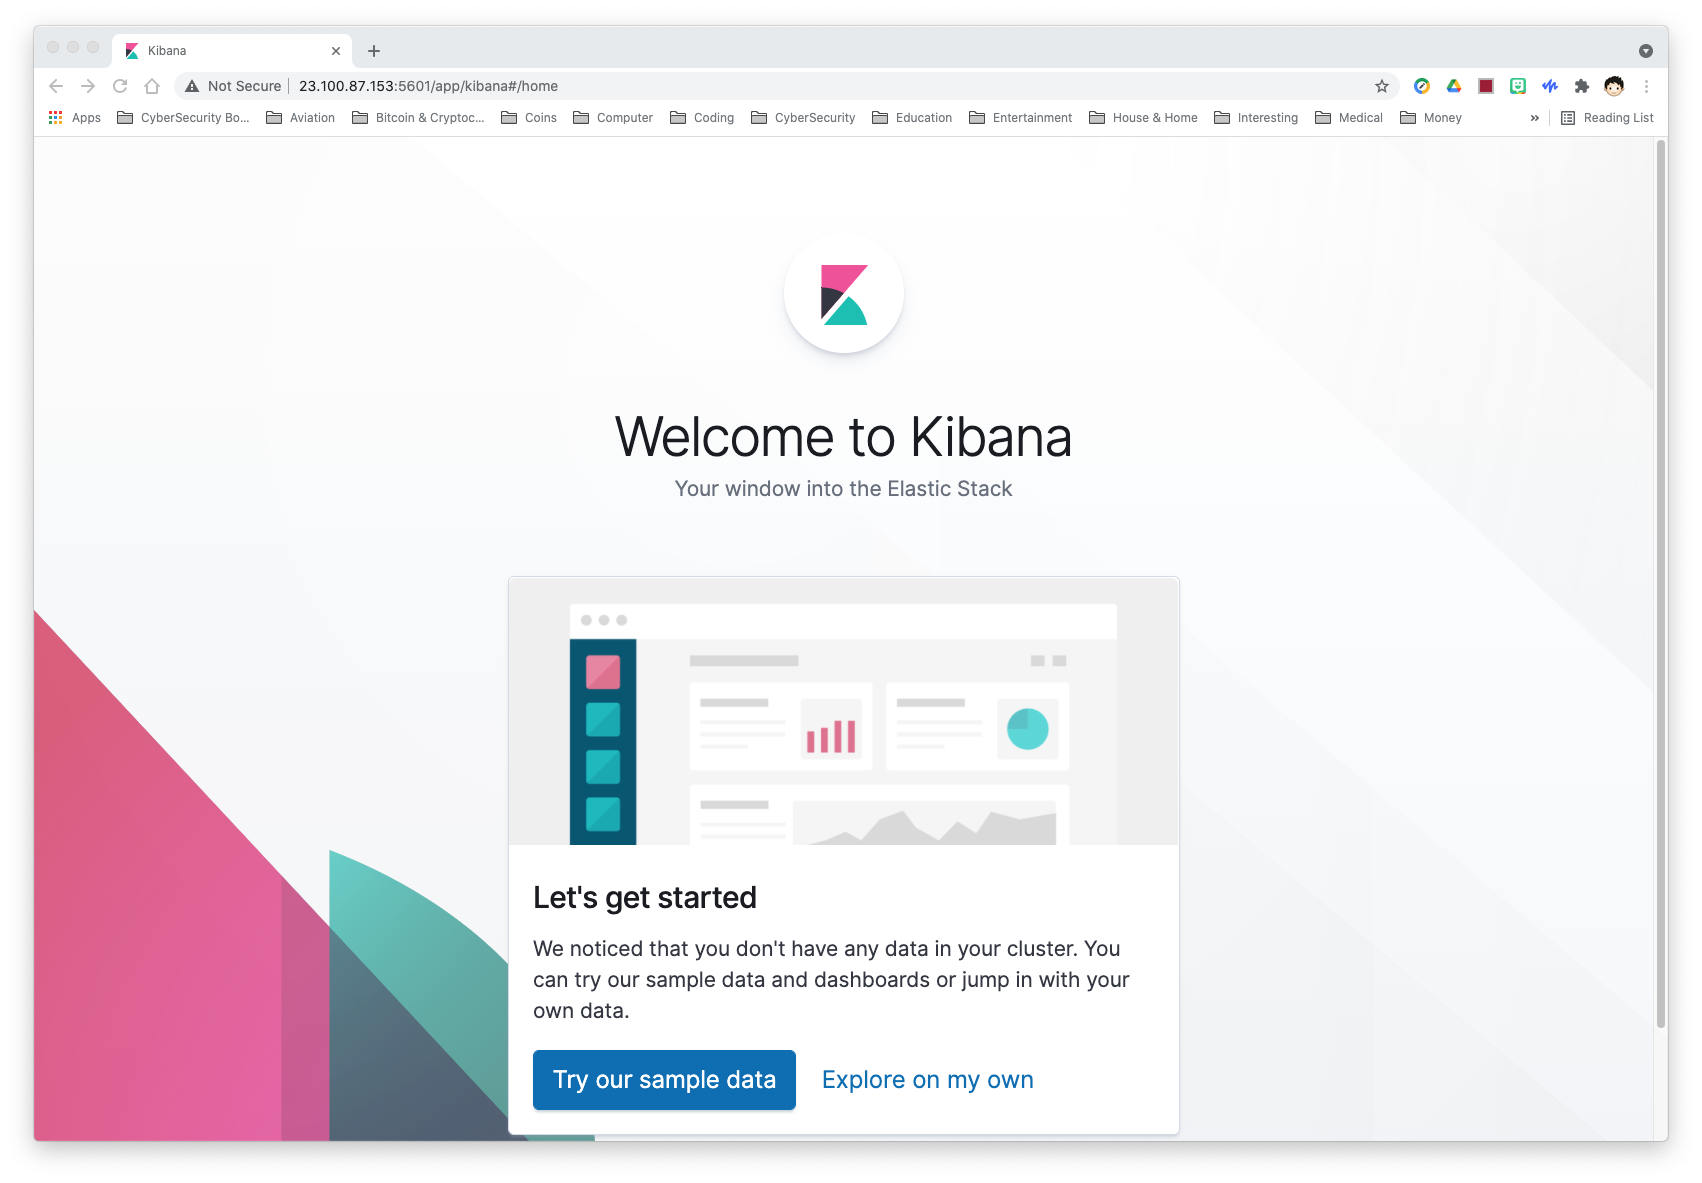 Kibana
Not Secure 23.100.87.153:5601/app/kibana#/home
Apps CyberSecurity Bo... Aviation Bitcoin & Cryptoc... Coins Computer Coding CyberSecurity Education Entertainment House & Home Interesting Medical Money » Reading List
Welcome to Kibana
Your window into the Elastic Stack
Let's get started
We noticed that you don't have any data in your cluster. You
can try our sample data and dashboards or jump in with your
own data.
Try our sample data Explore on my own